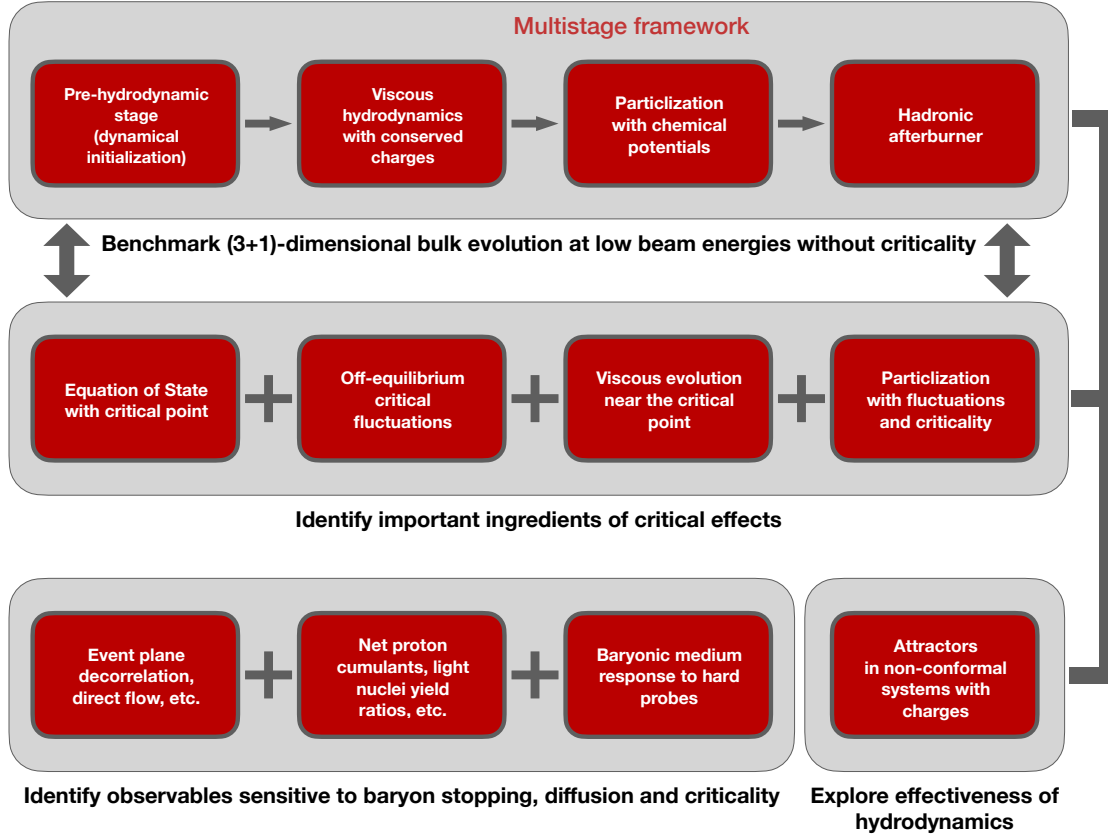 Multistage framework
Pre-hydrodynamic
stage
(dynamical
initialization)
Viscous
hydrodynamics
with conserved
charges
Particlization
with chemical
potentials
Hadronic
afterburner
Benchmark (3+1)-dimensional bulk evolution at low beam energies without criticality
Equation of State
with critical point
Off-equilibrium
critical
fluctuations
Viscous evolution
near the critical
point
Particlization
with fluctuations
and criticality
Identify important ingredients of critical effects
Event plane
decorrelation,
direct flow, etc.
Net proton
cumulants, light
nuclei yield
ratios, etc.
Baryonic medium
response to hard
probes
Attractors
in non-conformal
systems with
charges
Identify observables sensitive to baryon stopping, diffusion and criticality
Explore effectiveness of
hydrodynamics